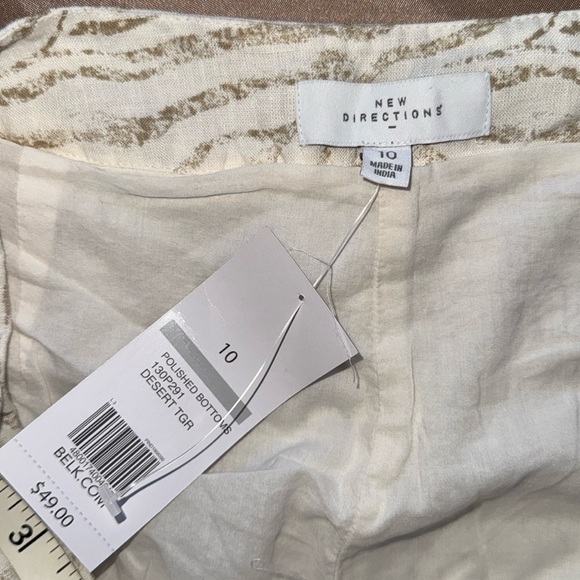 NEW
DIRECTIONS
10
MADE IN
INDIA
10
POLISHED BOTTOMS
130P291
DESERT TGR
BELK.COM
$49.00
3